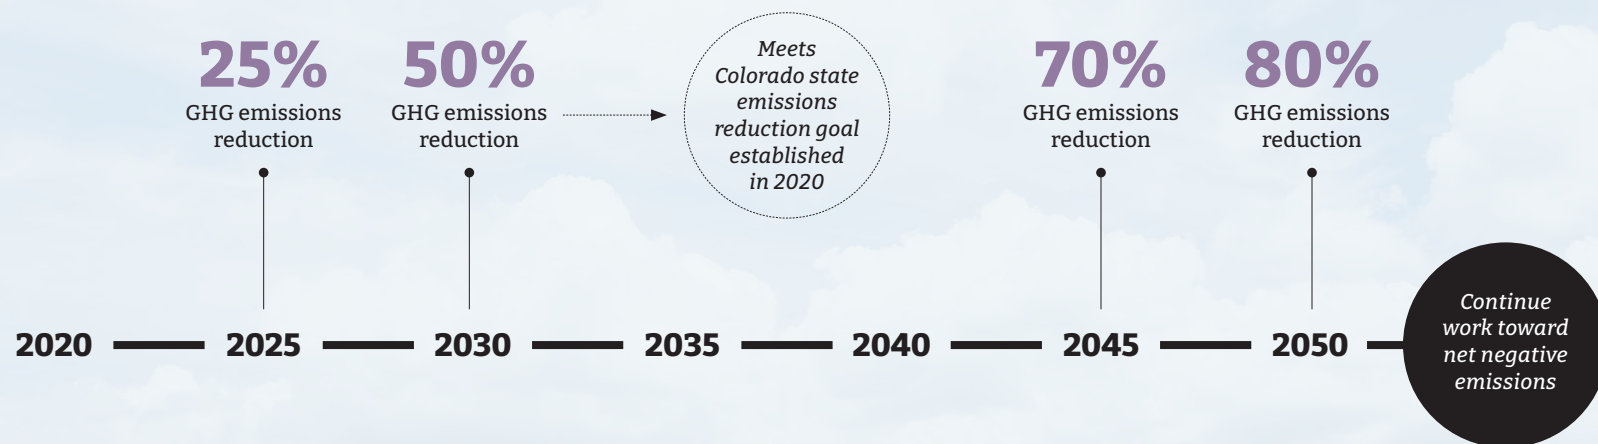 25%
GHG emissions
reduction
50%
GHG emissions
reduction
Meets
Colorado state
emissions
reduction goal
established
in 2020
70%
GHG emissions
reduction
80%
GHG emissions
reduction
2020 2025 2030 2035 2040 2045 2050
Continue
work toward
net negative
emissions